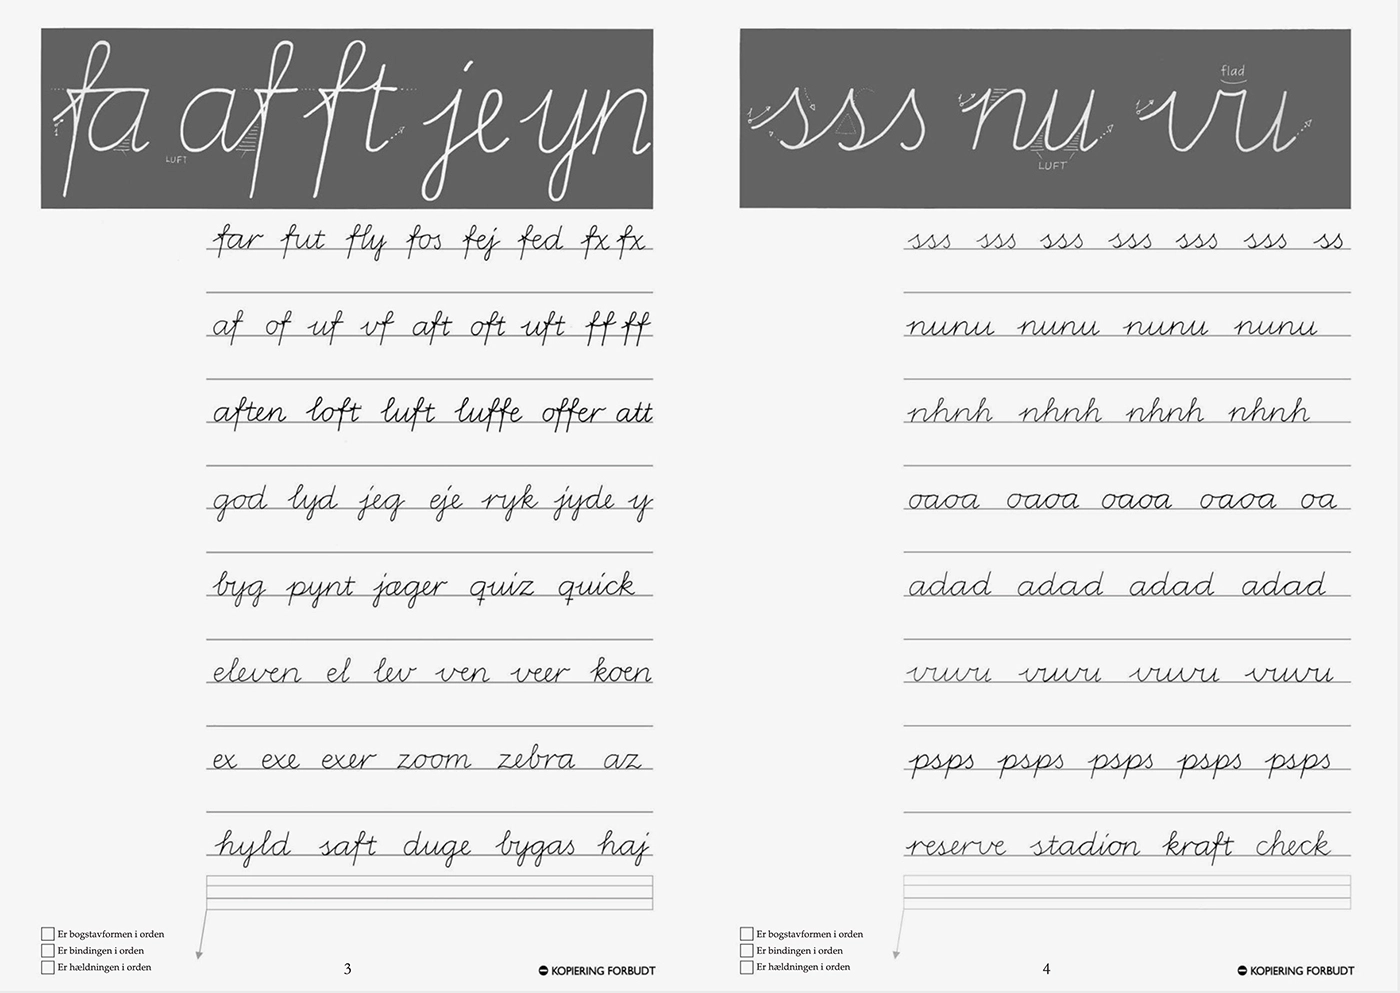 fa af ft je yn
LUFT
far fut fly fos fej fed fx fx
af of uf vf aft oft uft ff ff
aften loft luft luffe offer att
god lyd jeg eje ryk jyde y
byg pynt jæger quiz quick
eleven el lev ven veer koen
ex exe exer zoom zebra az
hyld saft duge bygas haj
Er bogstavformen i orden
Er bindingen i orden
Er hældningen i orden
3
KOPIERING FORBUDT
flad
sss nu vu
LUFT
sss sss sss sss sss sss ss
nunu nunu nunu nunu
nhnh nhnh nhnh nhnh
oaoa oaoa oaoa oaoa oa
adad adad adad adad
vuvu vuvu vuvu vuvu
psps psps psps psps psps
reserve stadion kraft check
Er bogstavformen i orden
Er bindingen i orden
Er hældningen i orden
4
KOPIERING FORBUDT